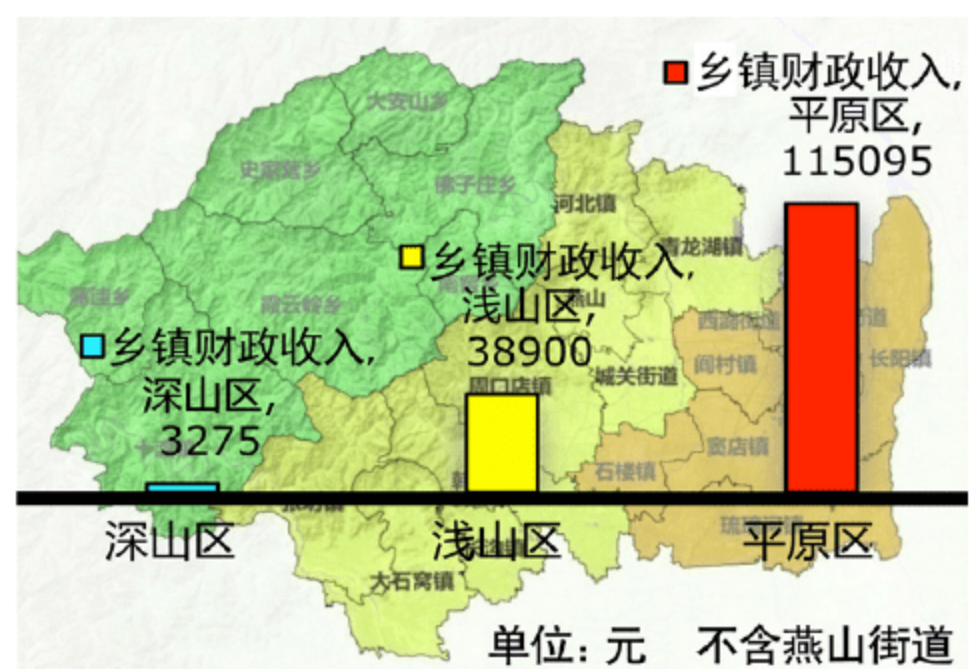 乡镇财政收入,
平原区,
115095
大安山乡
史家营乡
佛子庄乡
河北镇
青龙湖镇
乡镇财政收入,
浅山区,
38900
燕山
霞云岭乡
乡镇财政收入,
深山区,
3275
长阳镇
阎村镇
城关街道
周口店镇
窦店镇
石楼镇
深山区
浅山区
平原区
大石窝镇
单位: 元 不含燕山街道